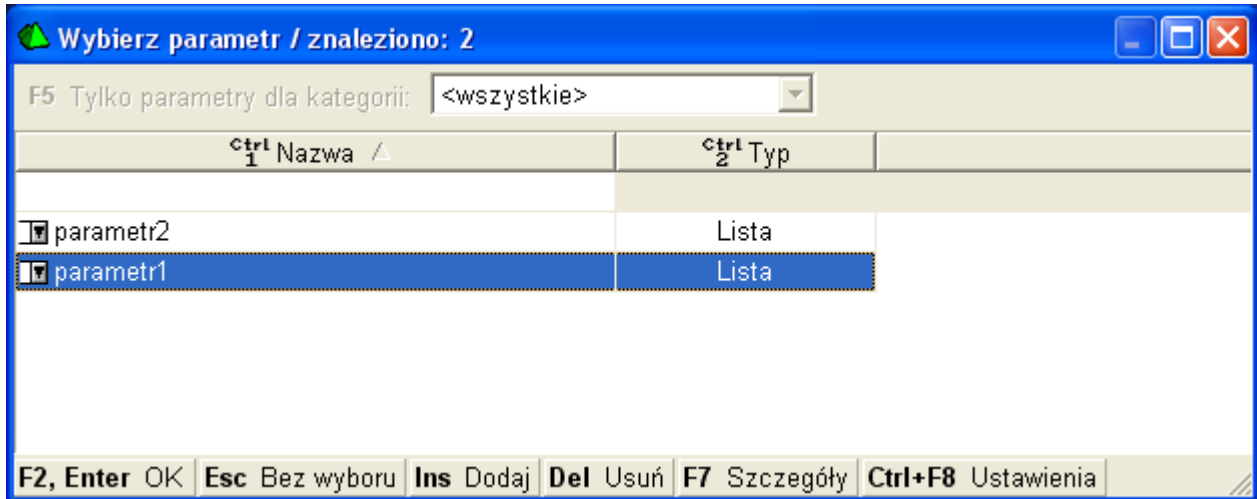 Wybierz parametr / znaleziono: 2
F5 Tylko parametry dla kategorii: <wszystkie>
Ctrl 1 Nazwa Ctrl 2 Typ
parametr2 Lista
parametr1 Lista
F2, Enter OK Esc Bez wyboru Ins Dodaj Del Usuń F7 Szczegóły Ctrl+F8 Ustawienia